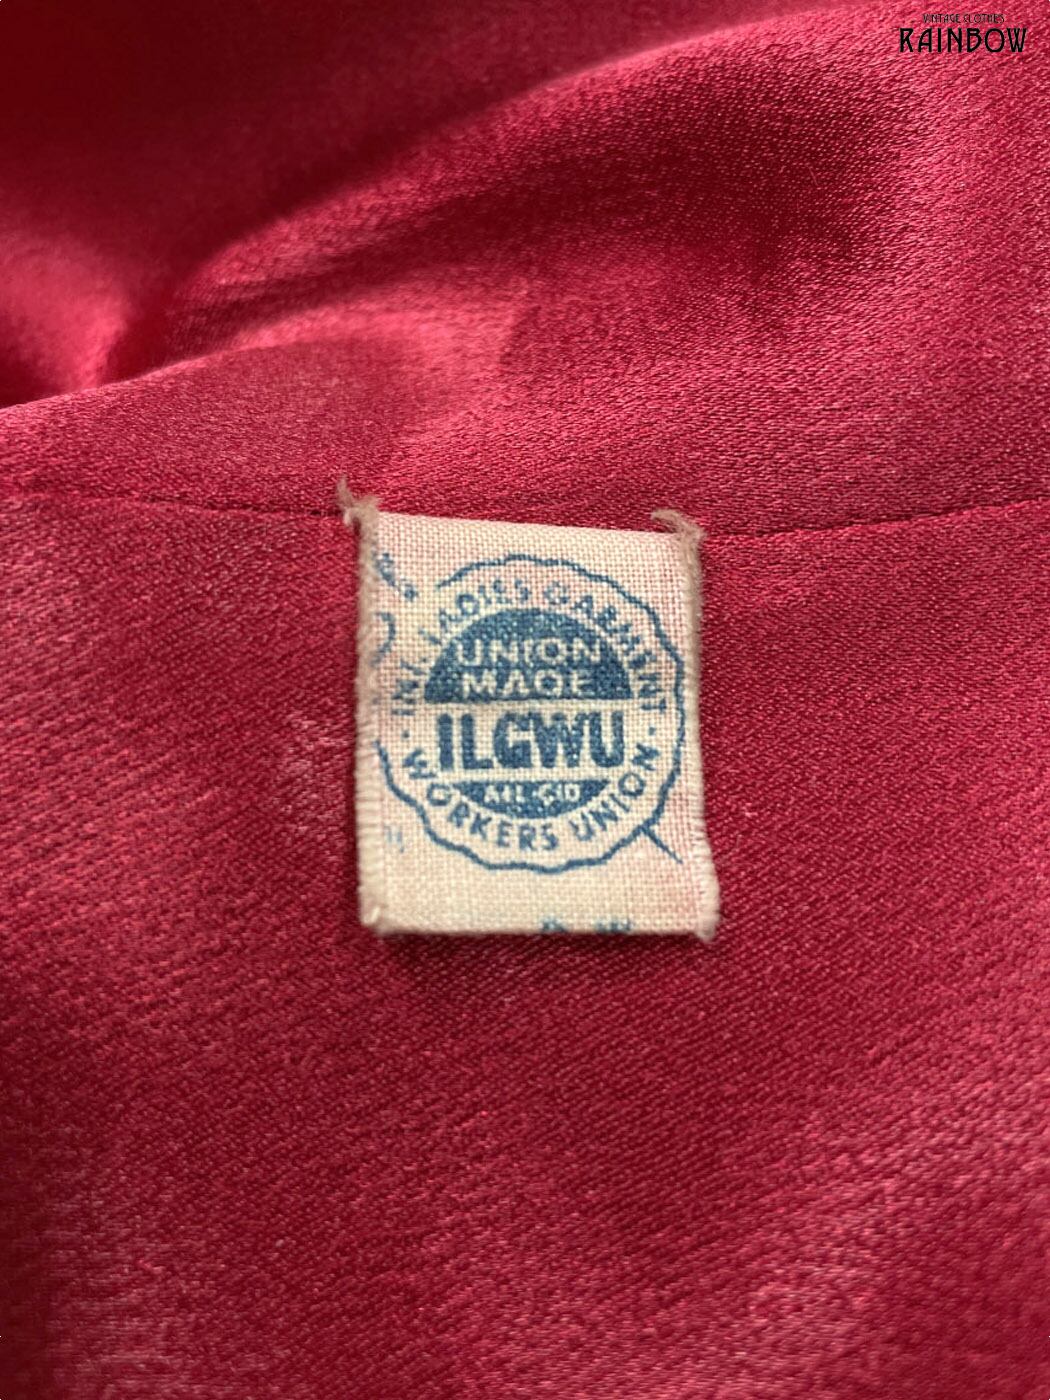 VINTAGE CLOTHES
RAINBOW
INT. LADIES GARMENT
UNION
MADE
ILGWU
AFL-CIO
WORKERS UNION